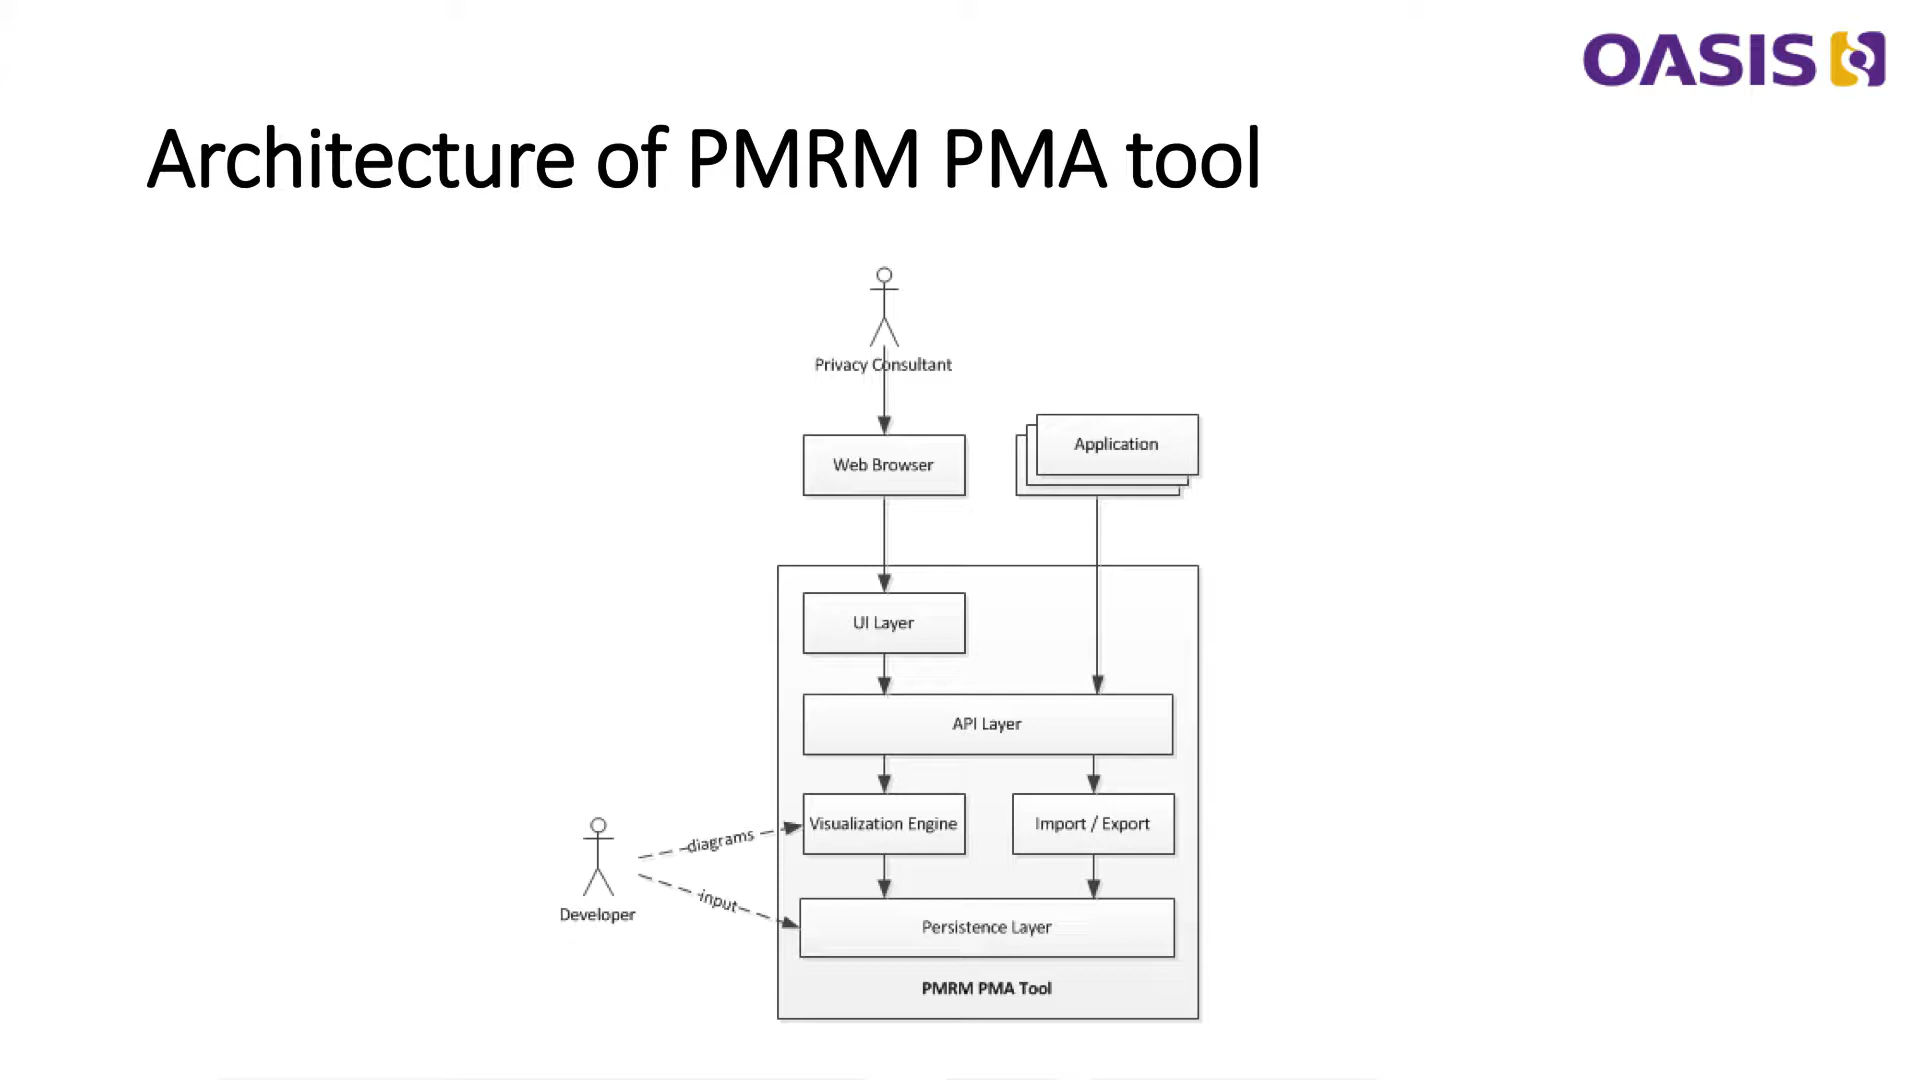 OASIS
Architecture of PMRM PMA tool
Privacy Consultant
Web Browser
Application
UI Layer
API Layer
Visualization Engine
Import / Export
diagrams
input
Developer
Persistence Layer
PMRM PMA Tool